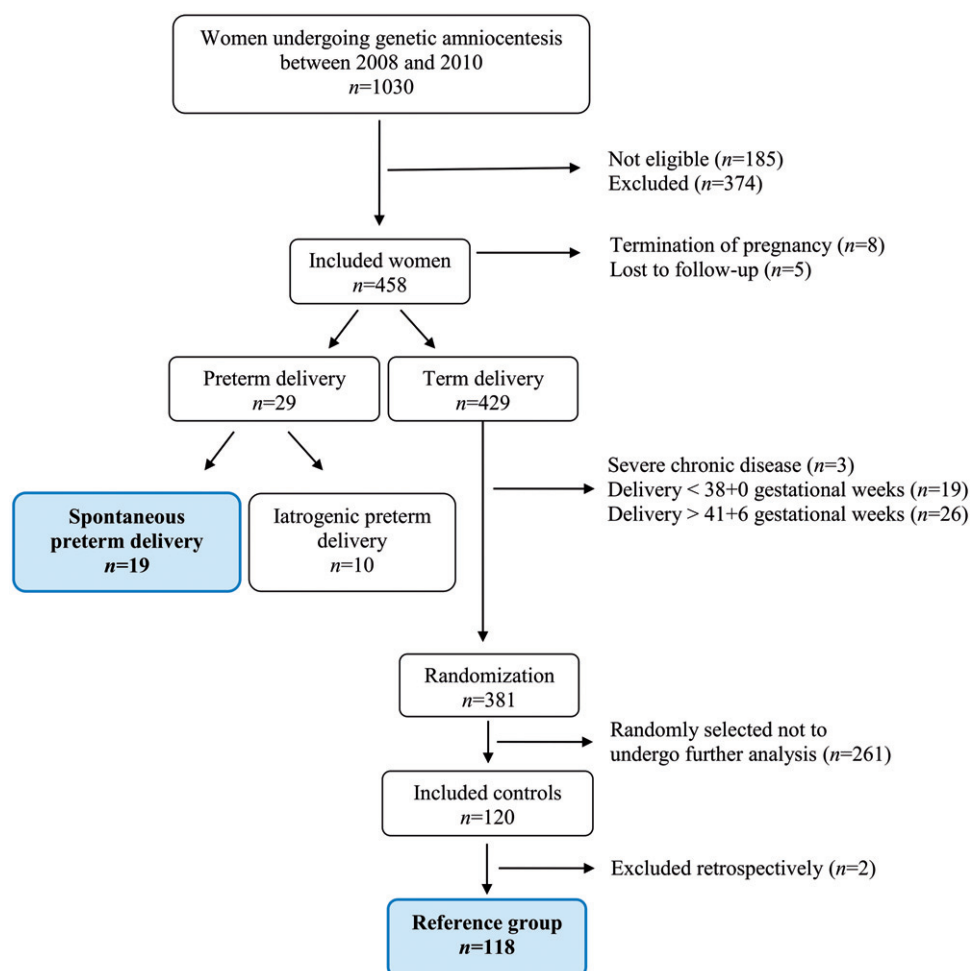 Women undergoing genetic amniocentesis
between 2008 and 2010
n=1030
Not eligible (n=185)
Excluded (n=374)
Included women
n=458
Termination of pregnancy (n=8)
Lost to follow-up (n=5)
Preterm delivery
n=29
Term delivery
n=429
Severe chronic disease (n=3)
Delivery < 38+0 gestational weeks (n=19)
Delivery > 41+6 gestational weeks (n=26)
Spontaneous
preterm delivery
n=19
Iatrogenic preterm
delivery
n=10
Randomization
n=381
Randomly selected not to
undergo further analysis (n=261)
Included controls
n=120
Excluded retrospectively (n=2)
Reference group
n=118